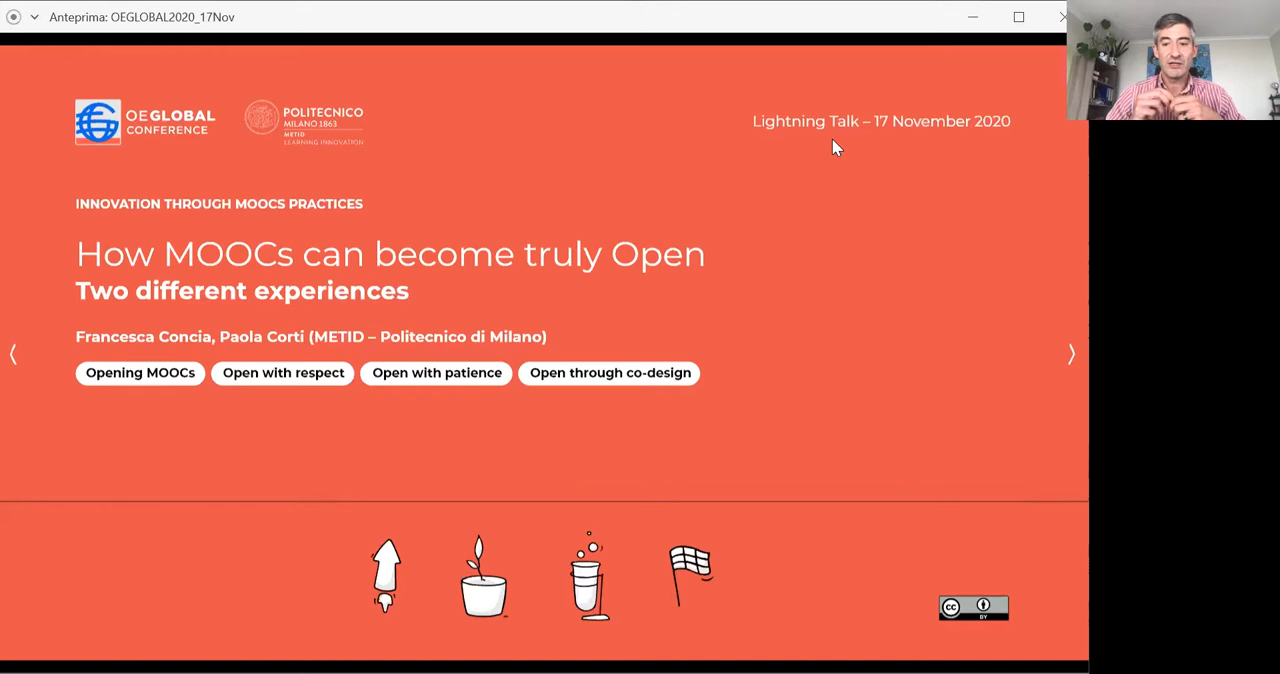 Anteprima: OEGLOBAL2020_17Nov
OEGLOBAL
CONFERENCE
POLITECNICO
MILANO 1863
METID
LEARNING INNOVATION
Lightning Talk – 17 November 2020
INNOVATION THROUGH MOOCS PRACTICES
How MOOCs can become truly Open
Two different experiences
Francesca Concia, Paola Corti (METID – Politecnico di Milano)
Opening MOOCs
Open with respect
Open with patience
Open through co-design
cc
BY